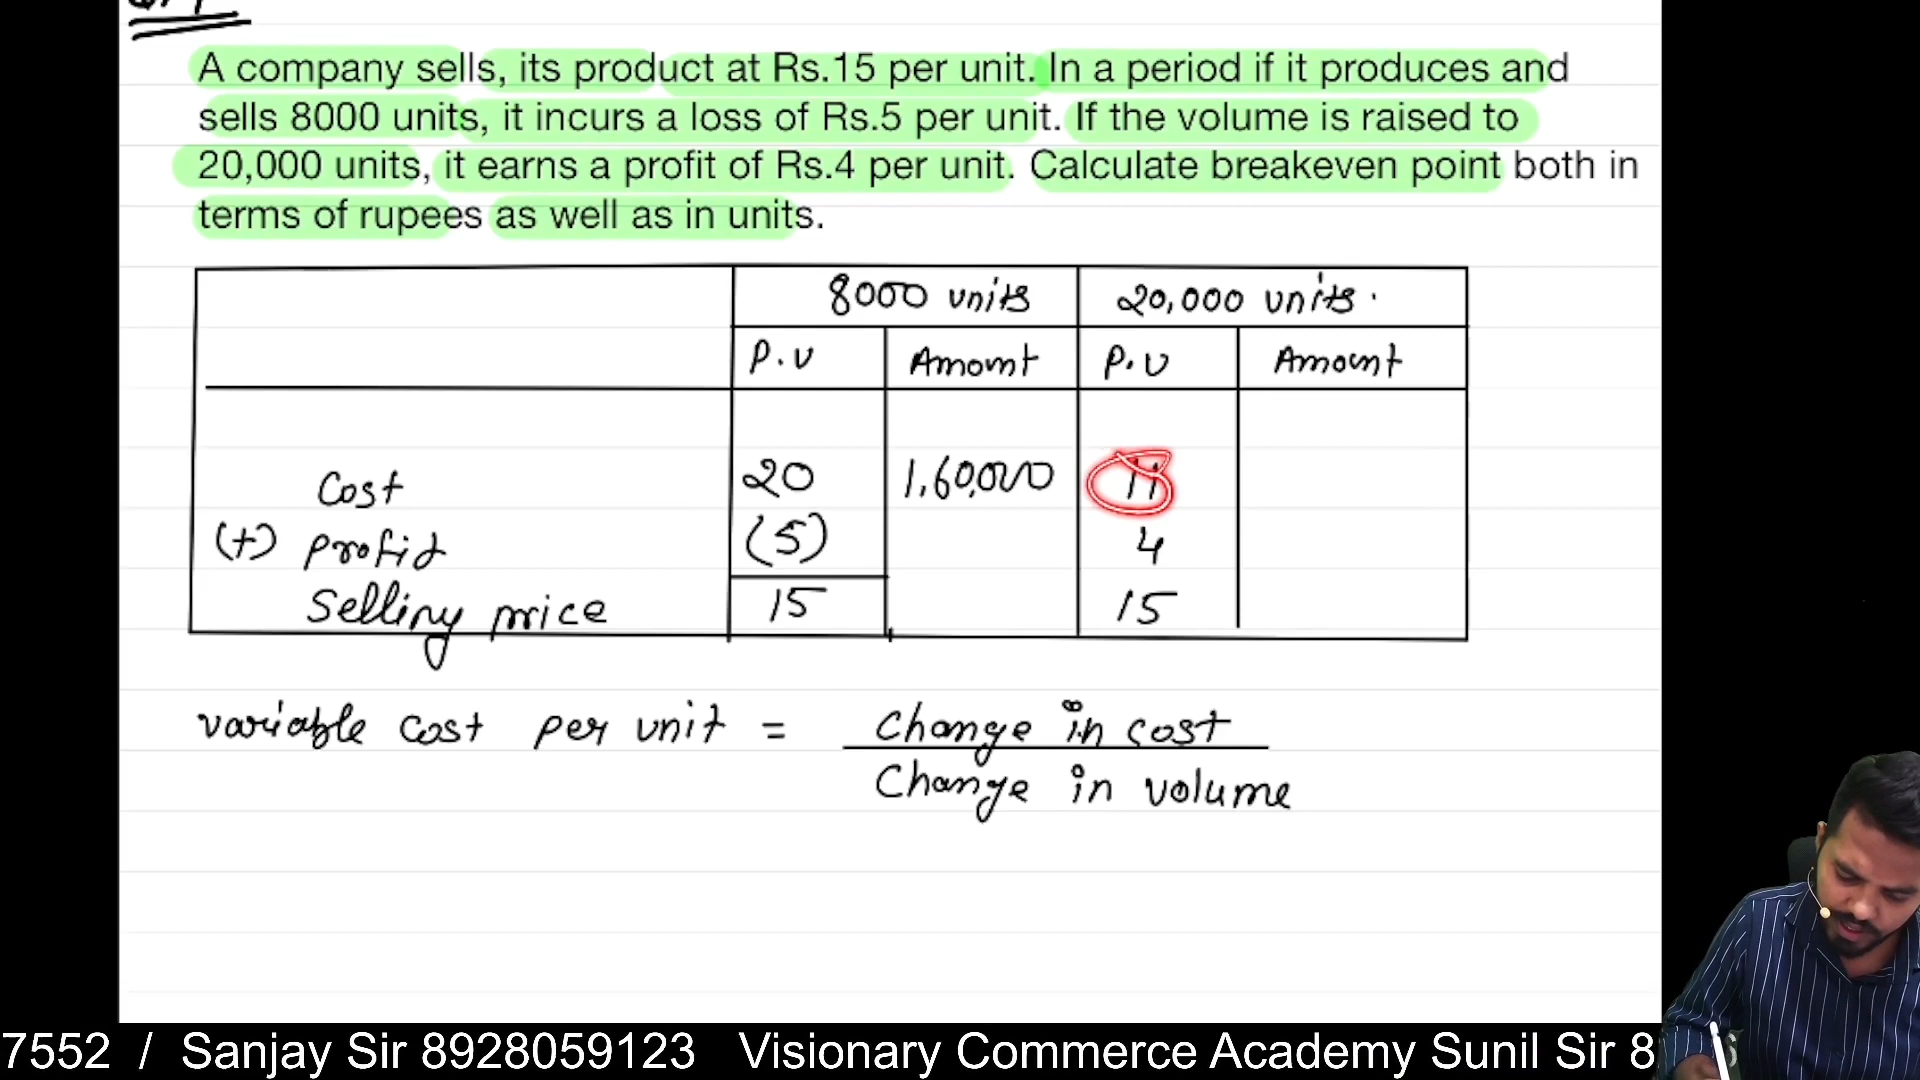 A company sells, its product at Rs.15 per unit. In a period if it produces and
sells 8000 units, it incurs a loss of Rs.5 per unit. If the volume is raised to
20,000 units, it earns a profit of Rs.4 per unit. Calculate breakeven point both in
terms of rupees as well as in units.
8000 units 20,000 units.
P.U Amount P.U Amount
Cost 20 1,60,000 11
(+) profit (5) 4
Selling price 15 15
variable cost per unit = Change in cost
Change in volume
7552 / Sanjay Sir 8928059123 Visionary Commerce Academy Sunil Sir 8